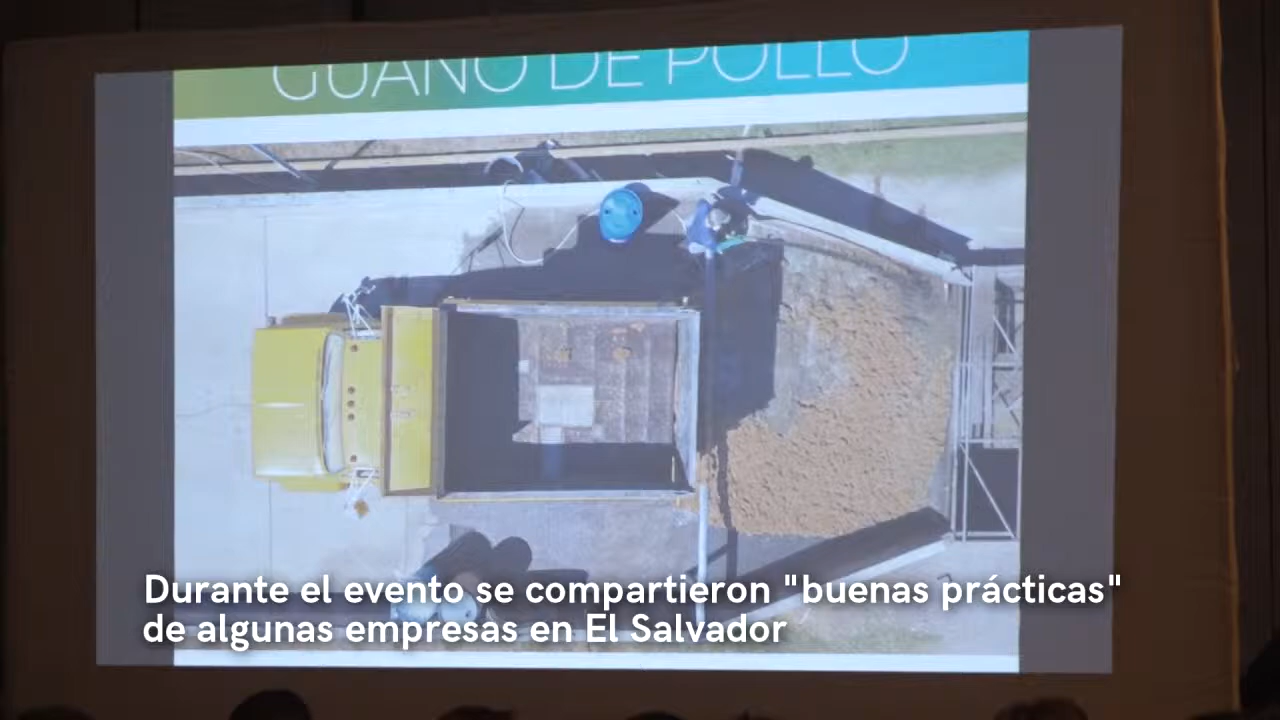 GUANO DE POLLO
Durante el evento se compartieron "buenas prácticas"
de algunas empresas en El Salvador